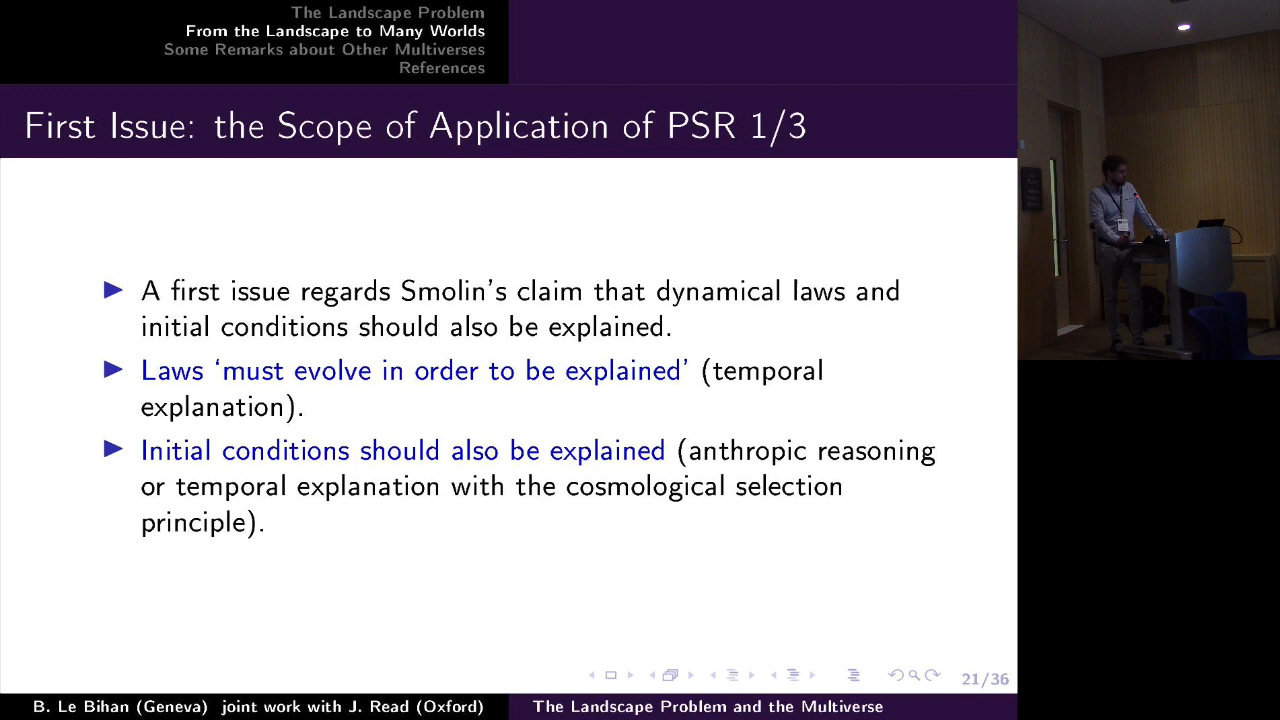 The Landscape Problem
From the Landscape to Many Worlds
Some Remarks about Other Multiverses
References
First Issue: the Scope of Application of PSR 1/3
A first issue regards Smolin's claim that dynamical laws and
initial conditions should also be explained.
Laws ‘must evolve in order to be explained’ (temporal
explanation).
Initial conditions should also be explained (anthropic reasoning
or temporal explanation with the cosmological selection
principle).
21/36
B. Le Bihan (Geneva) joint work with J. Read (Oxford)
The Landscape Problem and the Multiverse